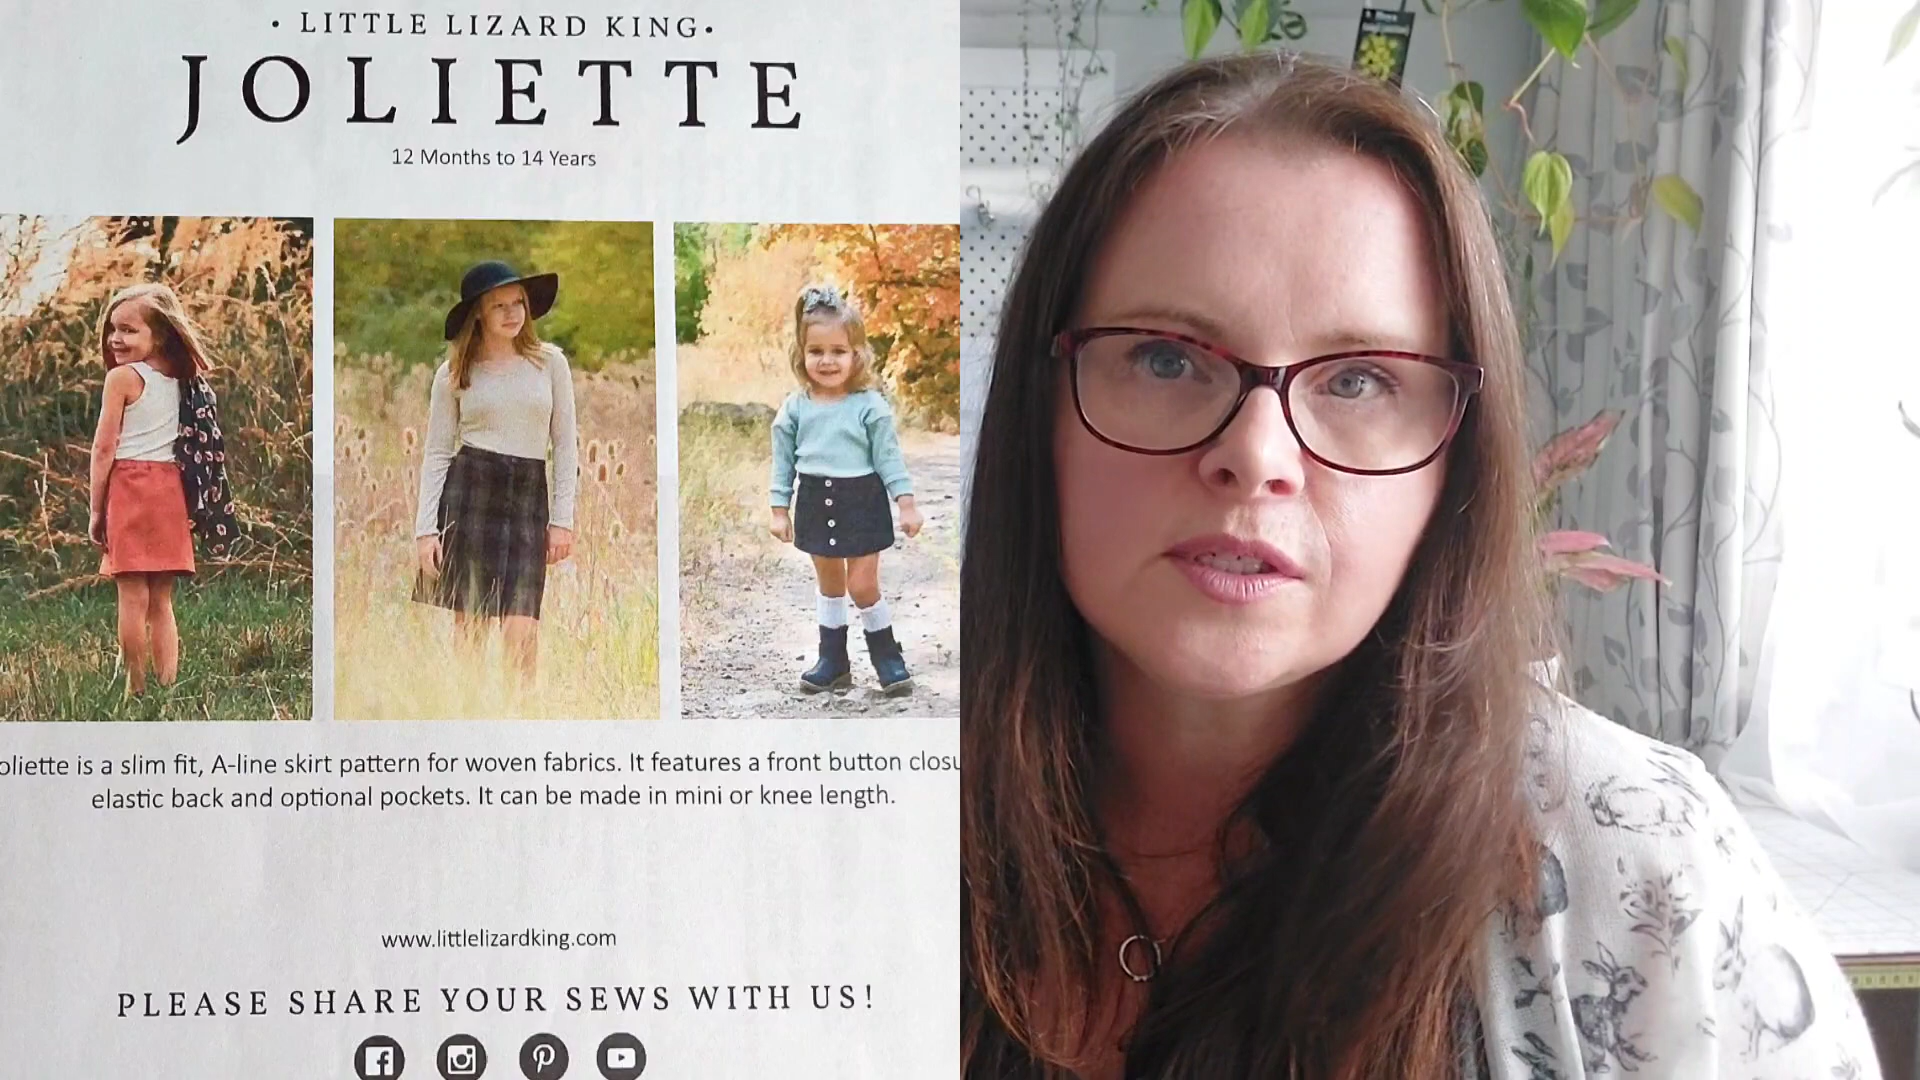 • LITTLE LIZARD KING•
JOLIETTE
12 Months to 14 Years
oliette is a slim fit, A-line skirt pattern for woven fabrics. It features a front button closu
elastic back and optional pockets. It can be made in mini or knee length.
www.littlelizardking.com
PLEASE SHARE YOUR SEWS WITH US!